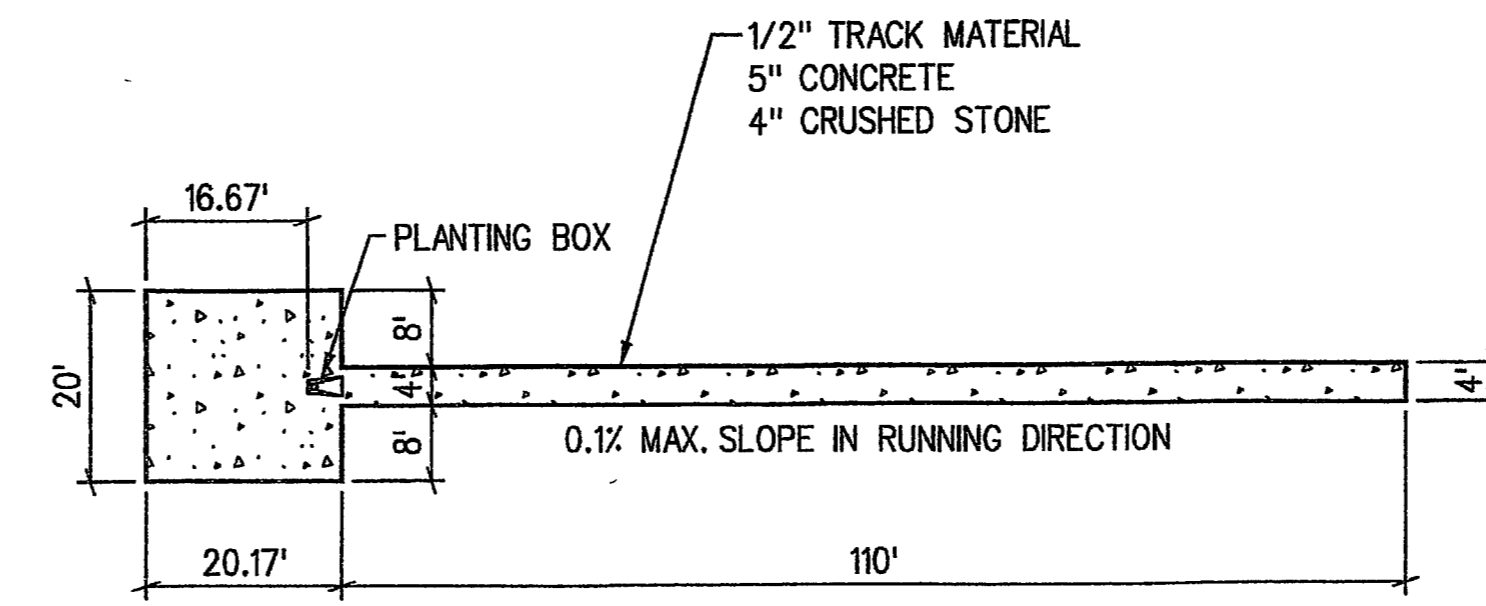 1/2" TRACK MATERIAL
5" CONCRETE
4" CRUSHED STONE
16.67'
PLANTING BOX
20'
8'
4'
8'
4'
0.1% MAX. SLOPE IN RUNNING DIRECTION
20.17'
110'